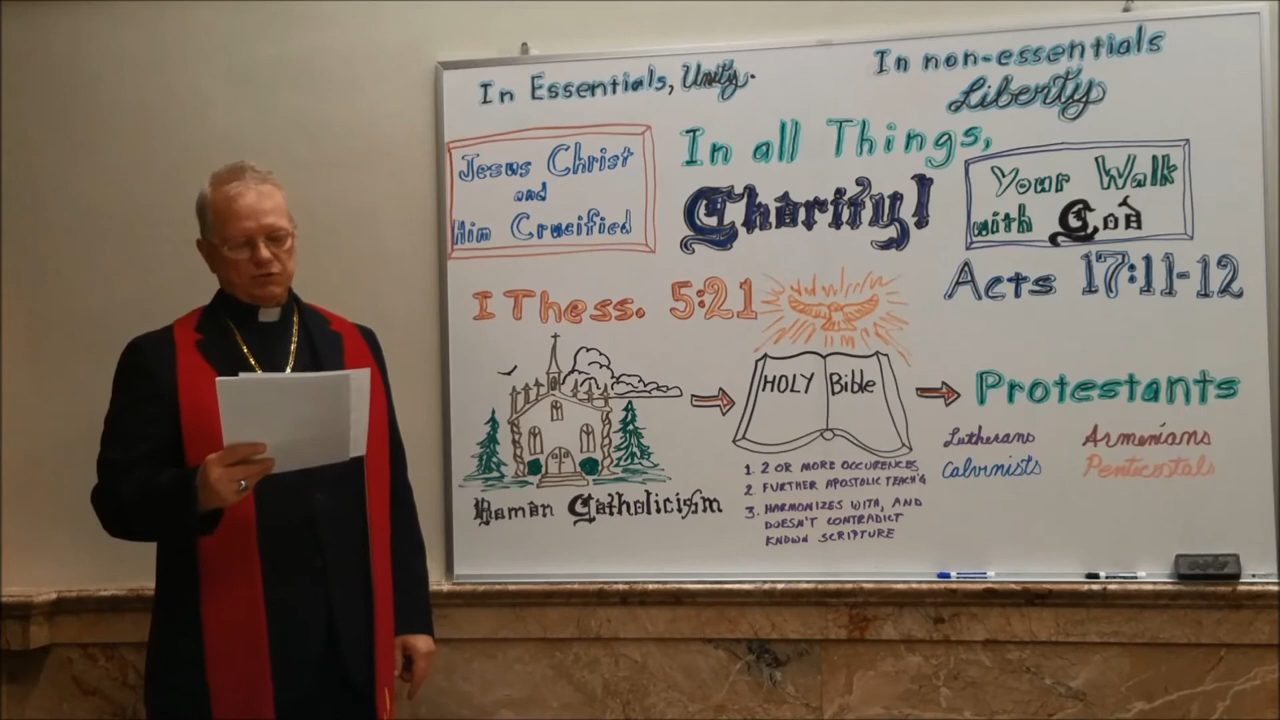 In Essentials, Unity.
In non-essentials
Liberty
In all Things,
Charity!
Jesus Christ
and
Him Crucified
Your Walk
with God
Acts 17:11-12
I Thess. 5:21
HOLY Bible
Protestants
Lutherans
Armenians
Calvinists
Pentecostals
1. 2 OR MORE OCCURENCES
2. FURTHER APOSTOLIC TEACH'G
3. HARMONIZES WITH, AND
DOESN'T CONTRADICT
KNOWN SCRIPTURE
Roman Catholicism